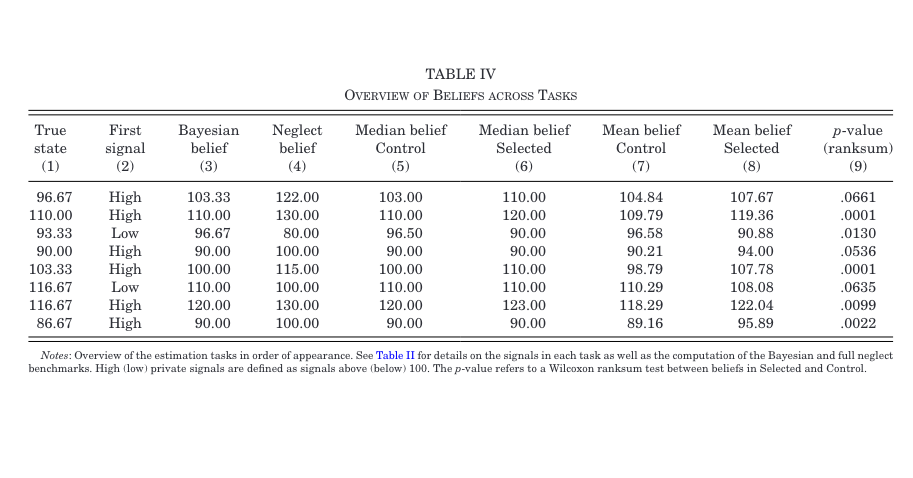 TABLE IV
OVERVIEW OF BELIEFS ACROSS TASKS
True First Bayesian Neglect Median belief Median belief Mean belief Mean belief p-value
state signal belief belief Control Selected Control Selected (ranksum)
(1) (2) (3) (4) (5) (6) (7) (8) (9)
96.67 High 103.33 122.00 103.00 110.00 104.84 107.67 .0661
110.00 High 110.00 130.00 110.00 120.00 109.79 119.36 .0001
93.33 Low 96.67 80.00 96.50 90.00 96.58 90.88 .0130
90.00 High 90.00 100.00 90.00 90.00 90.21 94.00 .0536
103.33 High 100.00 115.00 100.00 110.00 98.79 107.78 .0001
116.67 Low 110.00 100.00 110.00 110.00 110.29 108.08 .0635
116.67 High 120.00 130.00 120.00 123.00 118.29 122.04 .0099
86.67 High 90.00 100.00 90.00 90.00 89.16 95.89 .0022
Notes: Overview of the estimation tasks in order of appearance. See Table II for details on the signals in each task as well as the computation of the Bayesian and full neglect
benchmarks. High (low) private signals are defined as signals above (below) 100. The p-value refers to a Wilcoxon ranksum test between beliefs in Selected and Control.